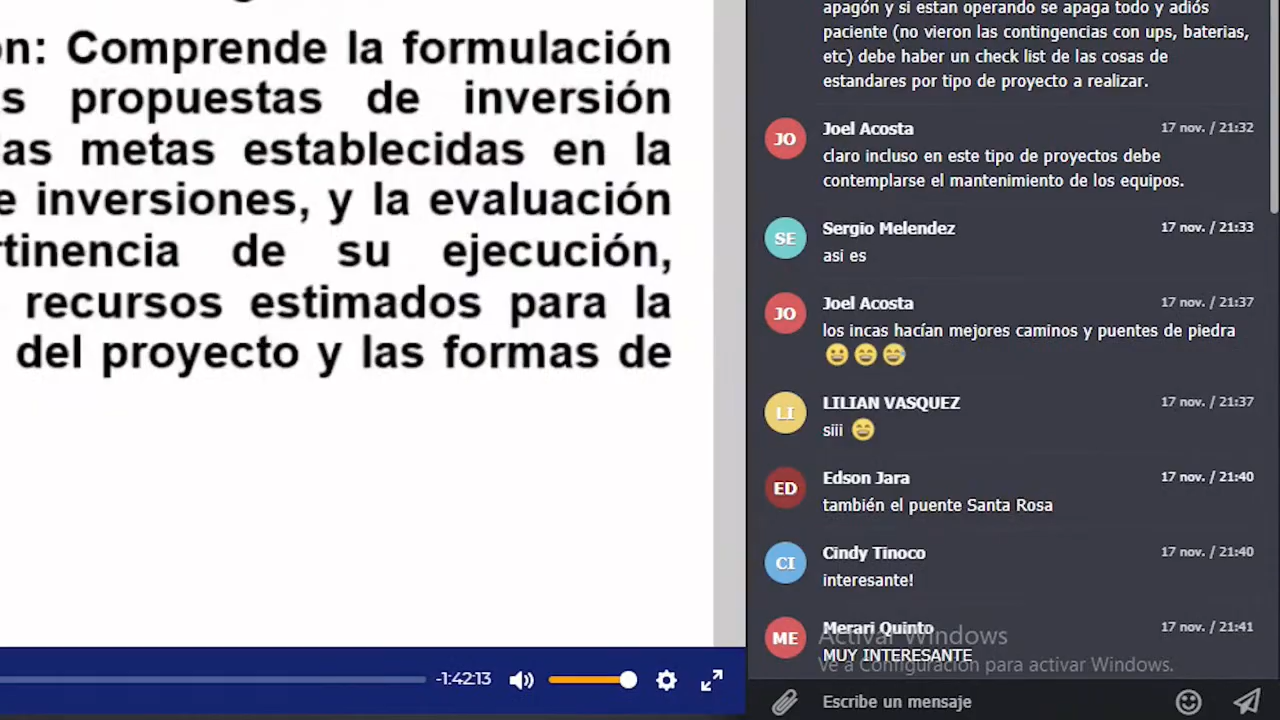 ón: Comprende la formulación
s propuestas de inversión
las metas establecidas en la
e inversiones, y la evaluación
rtinencia de su ejecución,
recursos estimados para la
del proyecto y las formas de
-1:42:13
apagón y si estan operando se apaga todo y adiós
paciente (no vieron las contingencias con ups, baterias,
etc) debe haber un check list de las cosas de
estandares por tipo de proyecto a realizar.
JO Joel Acosta 17 nov. / 21:32
claro incluso en este tipo de proyectos debe
contemplarse el mantenimiento de los equipos.
SE Sergio Melendez 17 nov. / 21:33
asi es
JO Joel Acosta 17 nov. / 21:37
los incas hacían mejores caminos y puentes de piedra
LI LILIAN VASQUEZ 17 nov. / 21:37
siii
ED Edson Jara 17 nov. / 21:40
también el puente Santa Rosa
CI Cindy Tinoco 17 nov. / 21:40
interesante!
ME Merari Quinto 17 nov. / 21:41
MUY INTERESANTE
Activar Windows
Ve a Configuración para activar Windows.
Escribe un mensaje